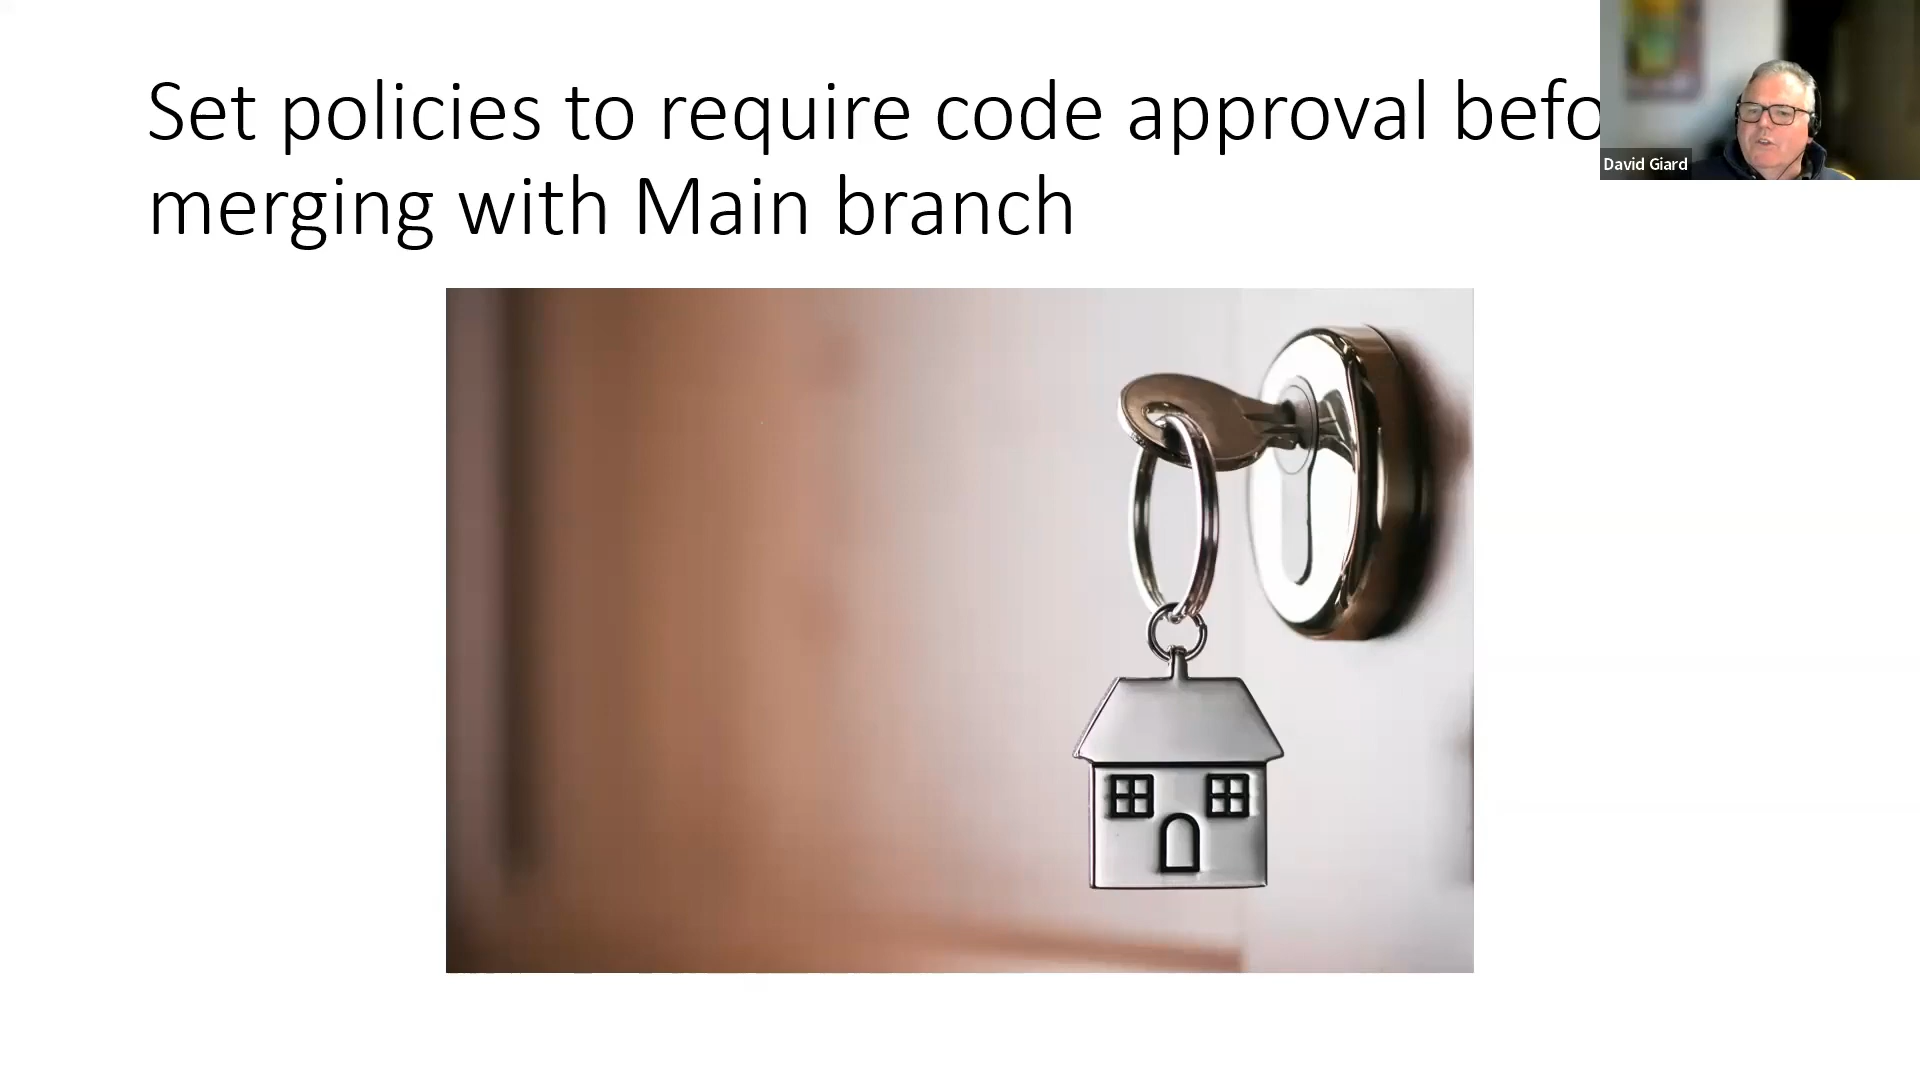 Set policies to require code approval befo
merging with Main branch
David Giard